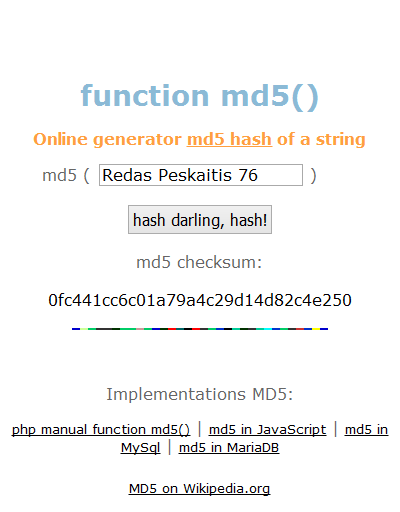 function md5()
Online generator md5 hash of a string
md5 ( Redas Peskaitis 76 )
hash darling, hash!
md5 checksum:
0fc441cc6c01a79a4c29d14d82c4e250
Implementations MD5:
php manual function md5() | md5 in JavaScript | md5 in
MySql | md5 in MariaDB
MD5 on Wikipedia.org